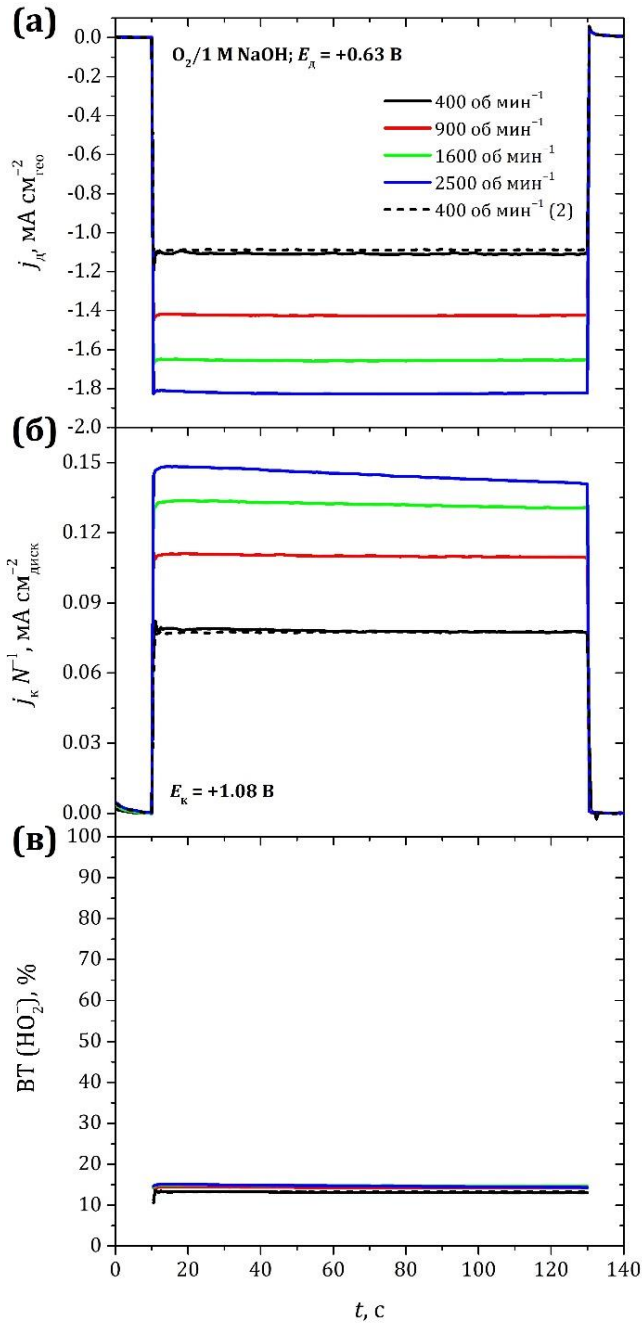 (а)
O₂/1 M NaOH; Eд = +0.63 В
400 об мин⁻¹
900 об мин⁻¹
1600 об мин⁻¹
2500 об мин⁻¹
400 об мин⁻¹ (2)
jд, мА см⁻²гео
0.0
-0.2
-0.4
-0.6
-0.8
-1.0
-1.2
-1.4
-1.6
-1.8
-2.0
(б)
jк N⁻¹, мА см⁻²диск
0.15
0.12
0.09
0.06
0.03
0.00
Eк = +1.08 В
(в)
ВТ (HO₂⁻), %
100
90
80
70
60
50
40
30
20
10
0
0 20 40 60 80 100 120 140
t, с